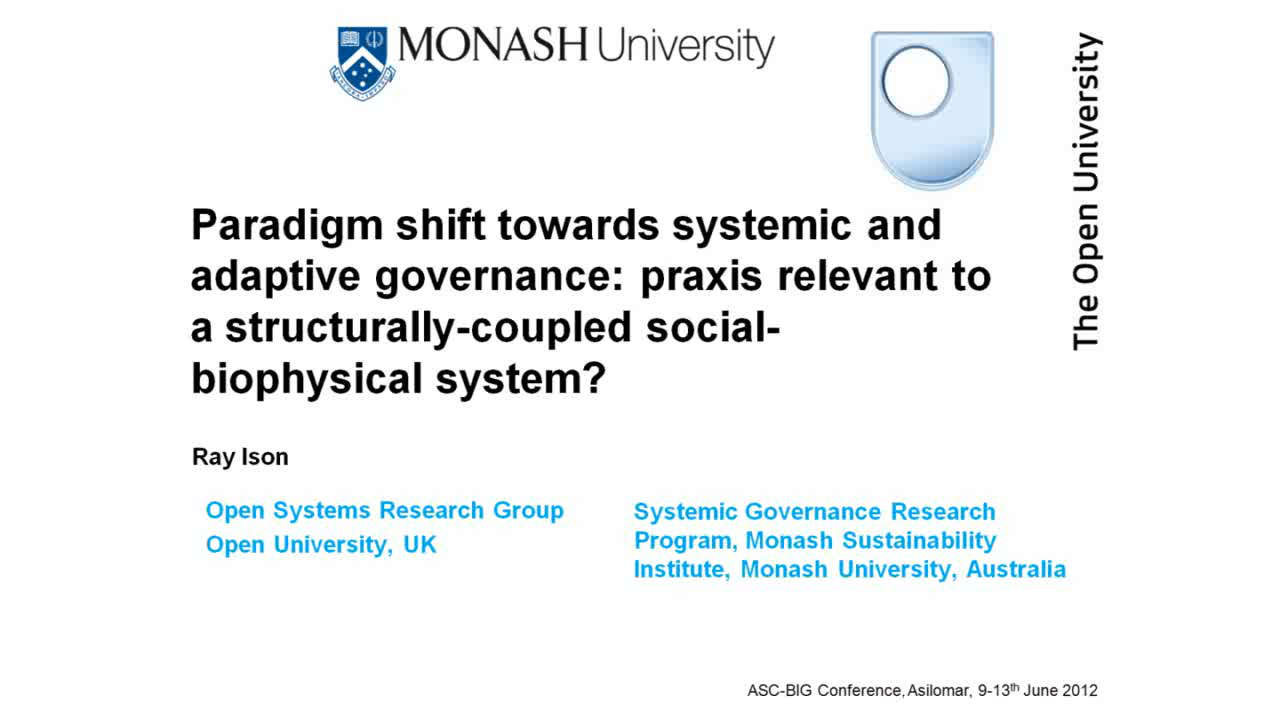 MONASH University
The Open University
Paradigm shift towards systemic and
adaptive governance: praxis relevant to
a structurally-coupled social-
biophysical system?
Ray Ison
Open Systems Research Group
Open University, UK
Systemic Governance Research
Program, Monash Sustainability
Institute, Monash University, Australia
ASC-BIG Conference, Asilomar, 9-13th June 2012